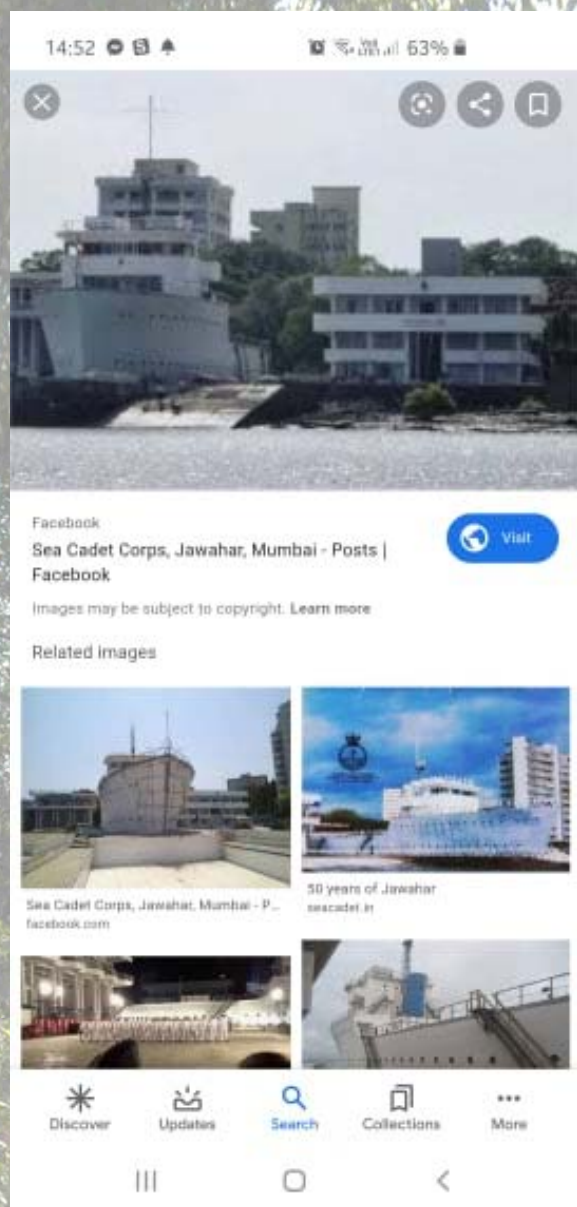 14:52
63%
Facebook
Sea Cadet Corps, Jawahar, Mumbai - Posts |
Facebook
Visit
Images may be subject to copyright. Learn more
Related images
Sea Cadet Corps, Jawahar, Mumbai - P...
facebook.com
50 years of Jawahar
seacadet.in
Discover
Updates
Search
Collections
More